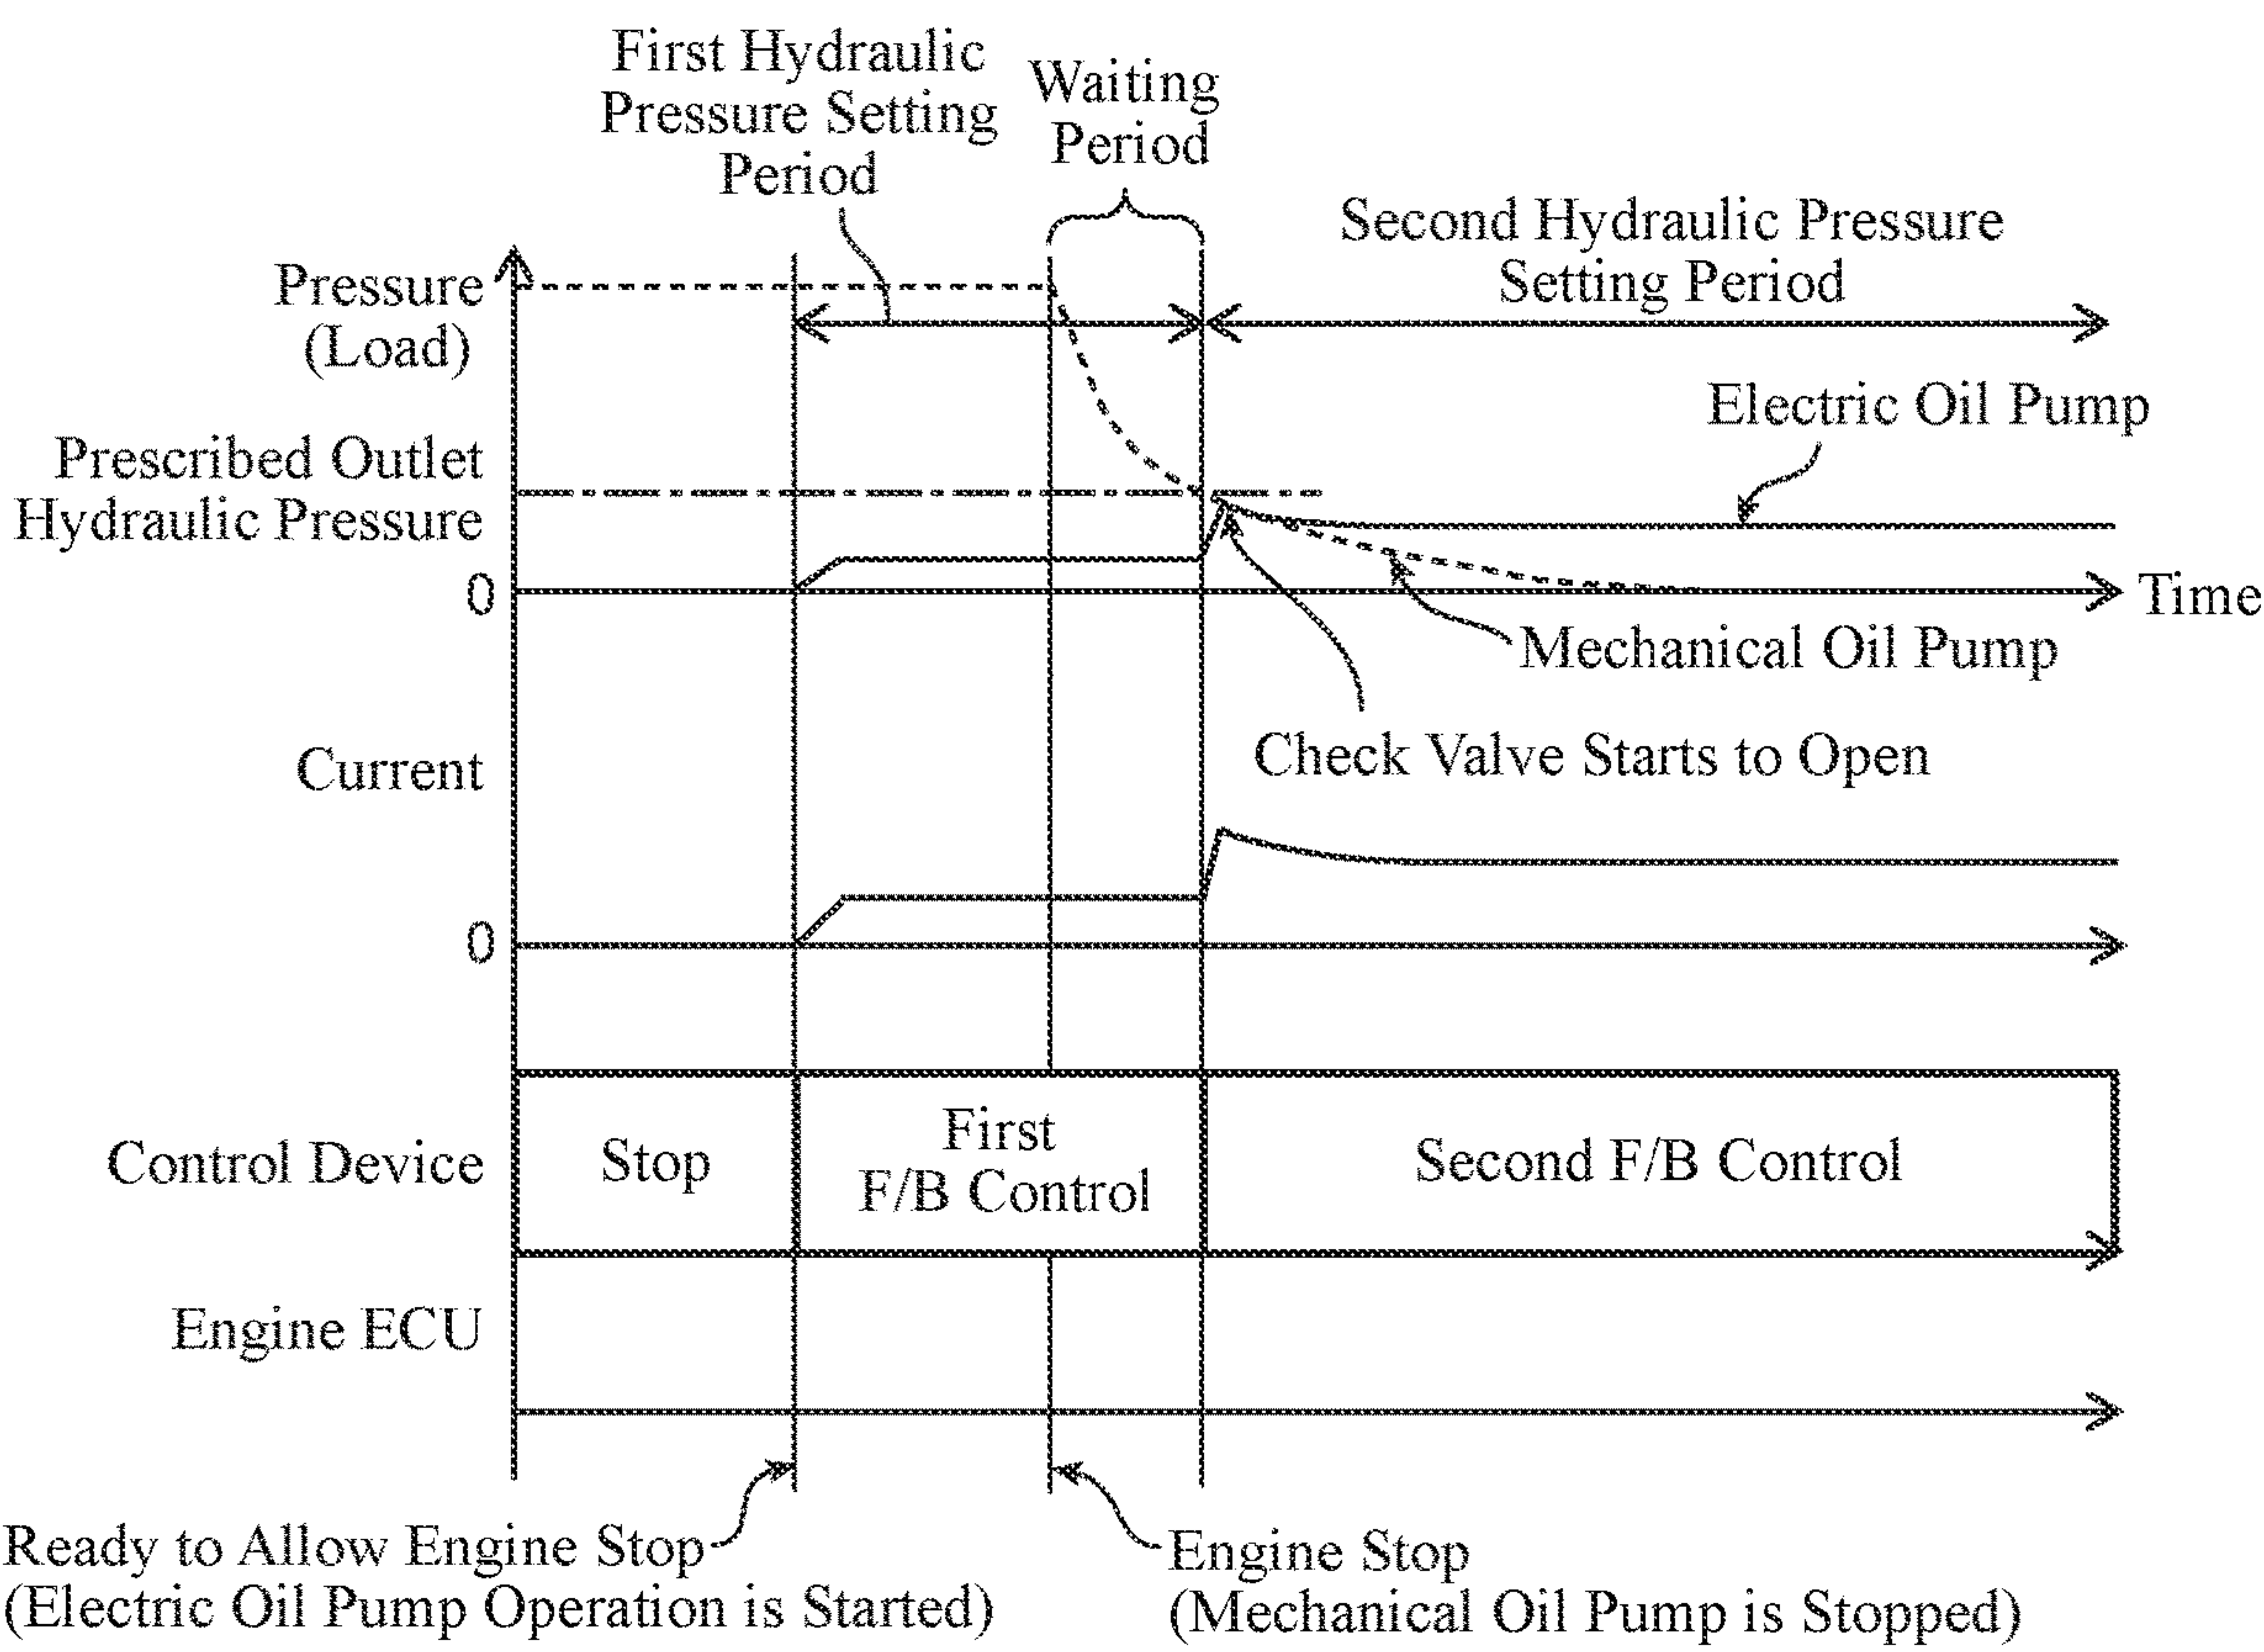 First Hydraulic
Pressure Setting
Period
Waiting
Period
Second Hydraulic Pressure
Setting Period
Pressure
(Load)
Electric Oil Pump
Prescribed Outlet
Hydraulic Pressure
0
Time
Mechanical Oil Pump
Check Valve Starts to Open
Current
0
Control Device
Stop
First
F/B Control
Second F/B Control
Engine ECU
Ready to Allow Engine Stop
(Electric Oil Pump Operation is Started)
Engine Stop
(Mechanical Oil Pump is Stopped)